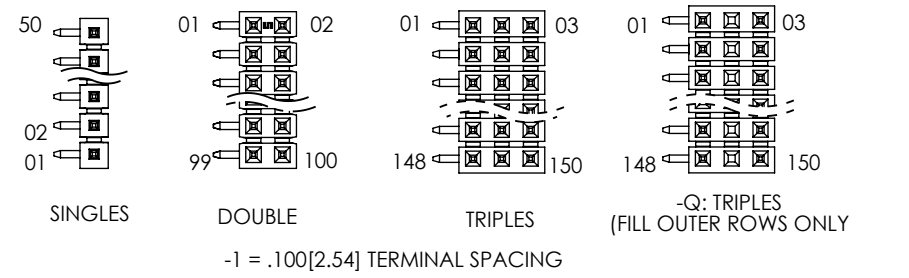 50
01
02
01
03
01
03
02
01
99
100
148
150
148
150
SINGLES
DOUBLE
TRIPLES
-Q: TRIPLES
(FILL OUTER ROWS ONLY
-1 = .100[2.54] TERMINAL SPACING